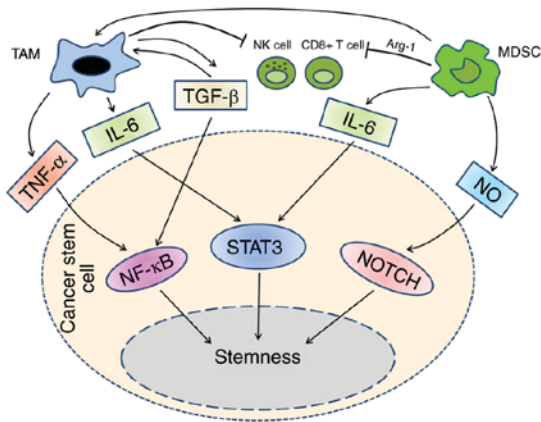 TAM
NK cell
CD8+ T cell
Arg-1
MDSC
TGF-β
IL-6
IL-6
TNF-α
NO
Cancer stem
cell
NF-κB
STAT3
NOTCH
Stemness